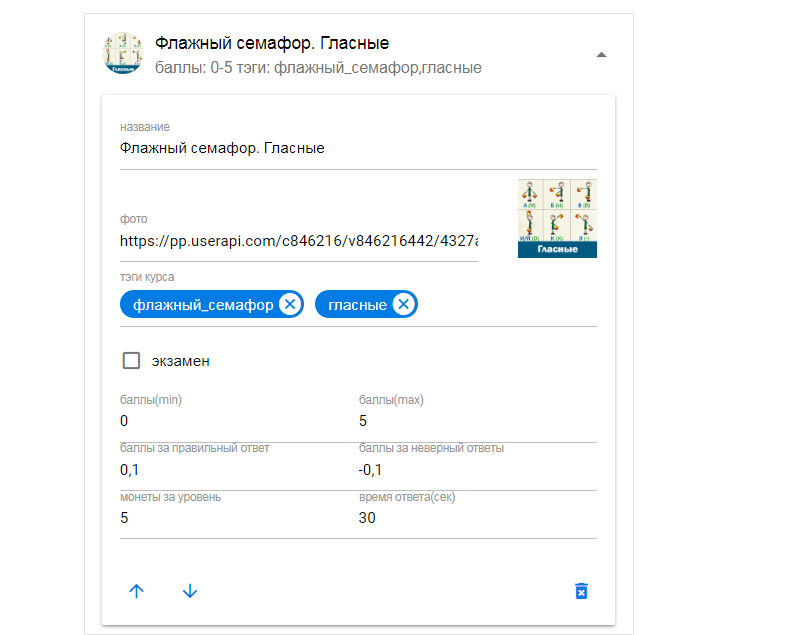 Флажный семафор. Гласные
баллы: 0-5 тэги: флажный_семафор,гласные
название
Флажный семафор. Гласные
фото
https://pp.userapi.com/c846216/v846216442/4327
Гласные
тэги курса
флажный_семафор
гласные
экзамен
баллы(min) баллы(max)
0 5
баллы за правильный ответ баллы за неверный ответы
0,1 -0,1
монеты за уровень время ответа(сек)
5 30